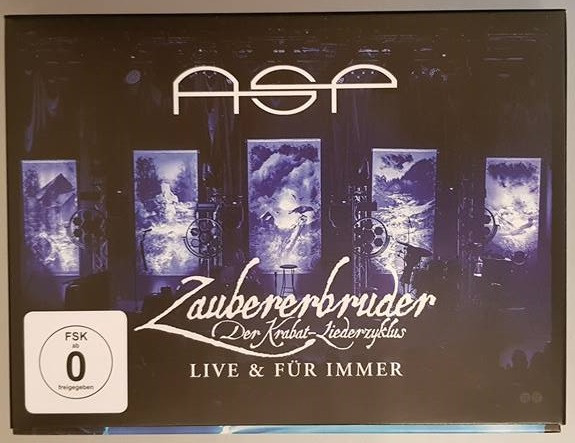 ASP
Zaubererbruder
Der Krabat-Liederzyklus
LIVE & FÜR IMMER
FSK
ab
0
freigegeben